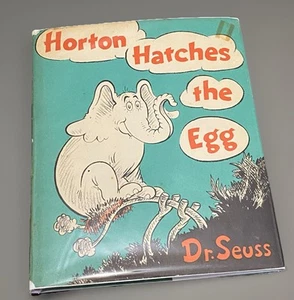 Horton
Hatches
the
Egg
Dr. Seuss